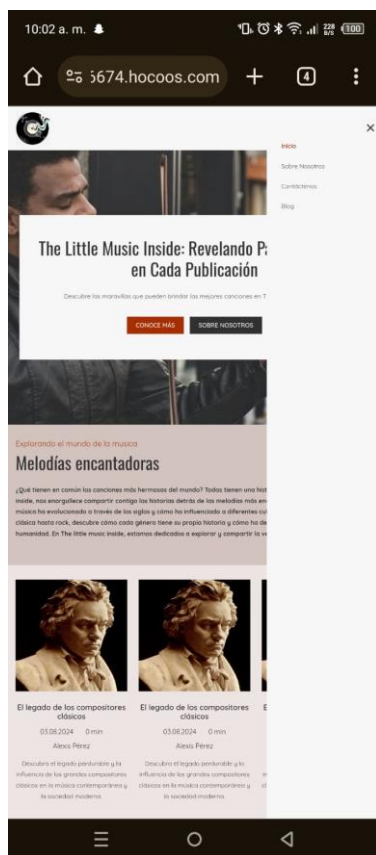 10:02 a. m.
228 B/S 100
5674.hocoos.com
4
Inicio
Sobre Nosotros
Contáctenos
Blog
The Little Music Inside: Revelando
en Cada Publicación
Descubre las maravillas que pueden brindar las mejores canciones en T
CONOCE MÁS SOBRE NOSOTROS
Explorando el mundo de la musica
Melodías encantadoras
¿Qué tienen en común las canciones más hermosas del mundo? Todas tienen una
inside, nos enorgullece compartir contigo las historias detrás de las melodías más
música ha evolucionado a través de los siglos y cómo ha influenciado a diferentes
clásica hasta rock, descubre cómo cada género tiene su propia historia y cómo ha
humanidad. En The little music inside, estamos dedicados a explorar y compartir la
El legado de los compositores
clásicos
03.08.2024 0 min
Alexis Pérez
Descubra el legado perdurable y la
influencia de los grandes compositores
clásicos en la música contemporánea y
la sociedad moderna.
El legado de los compositores
clásicos
03.08.2024 0 min
Alexis Pérez
Descubra el legado perdurable y la
influencia de los grandes compositores
clásicos en la música contemporánea y
la sociedad moderna.